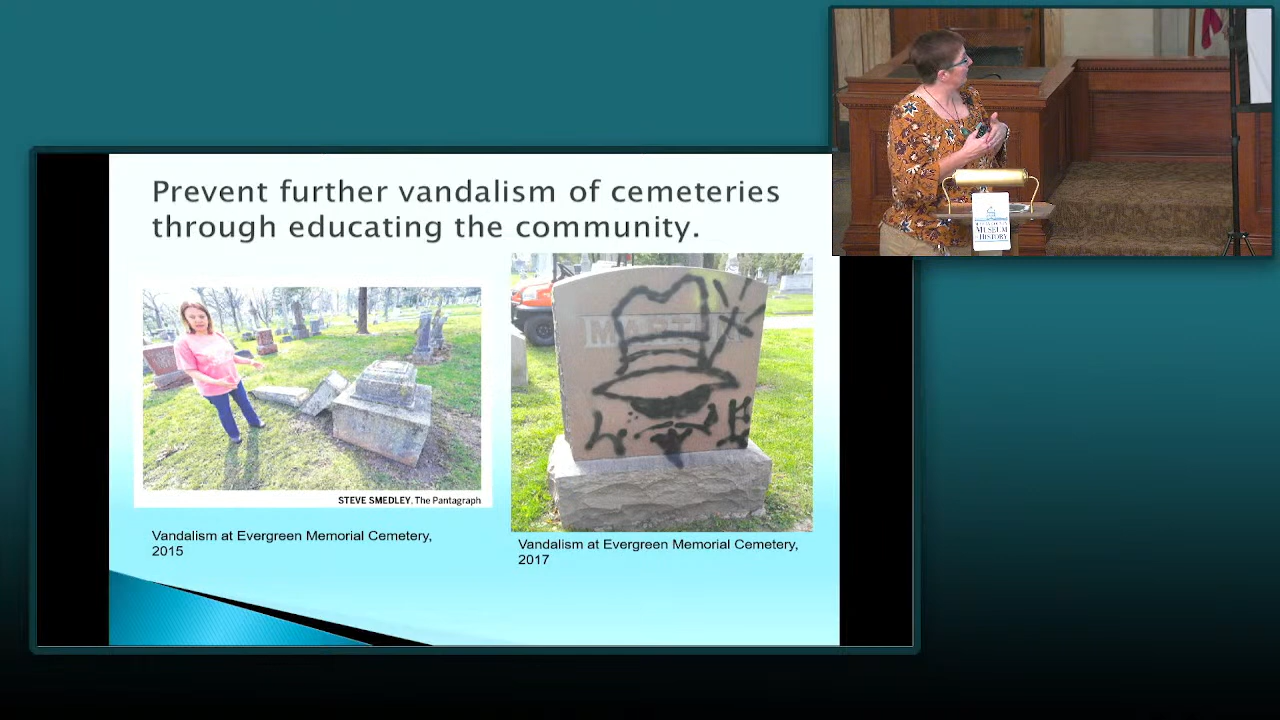 Prevent further vandalism of cemeteries
through educating the community.
STEVE SMEDLEY, The Pantagraph
Vandalism at Evergreen Memorial Cemetery,
2015
Vandalism at Evergreen Memorial Cemetery,
2017
MUSEUM
OF HISTORY